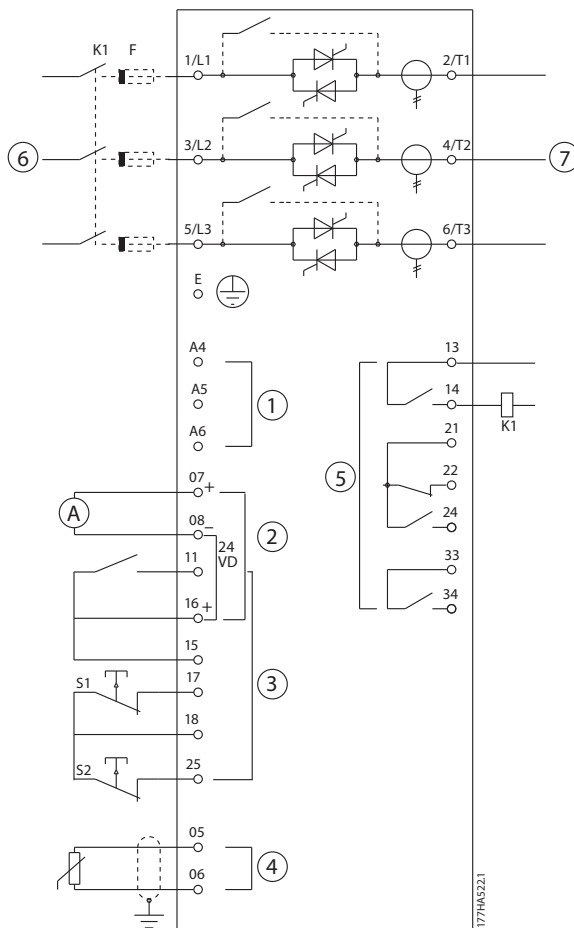 K1 F 1/L1 2/T1
6 3/L2 4/T2 7
5/L3 6/T3
E
A4
A5
A6
1
13
14
K1
21
22
24
33
34
5
07 +
A
08 –
24
VD
11
16 +
2
15
S1 17
18
S2 25
3
05
06
4
177HA522.1